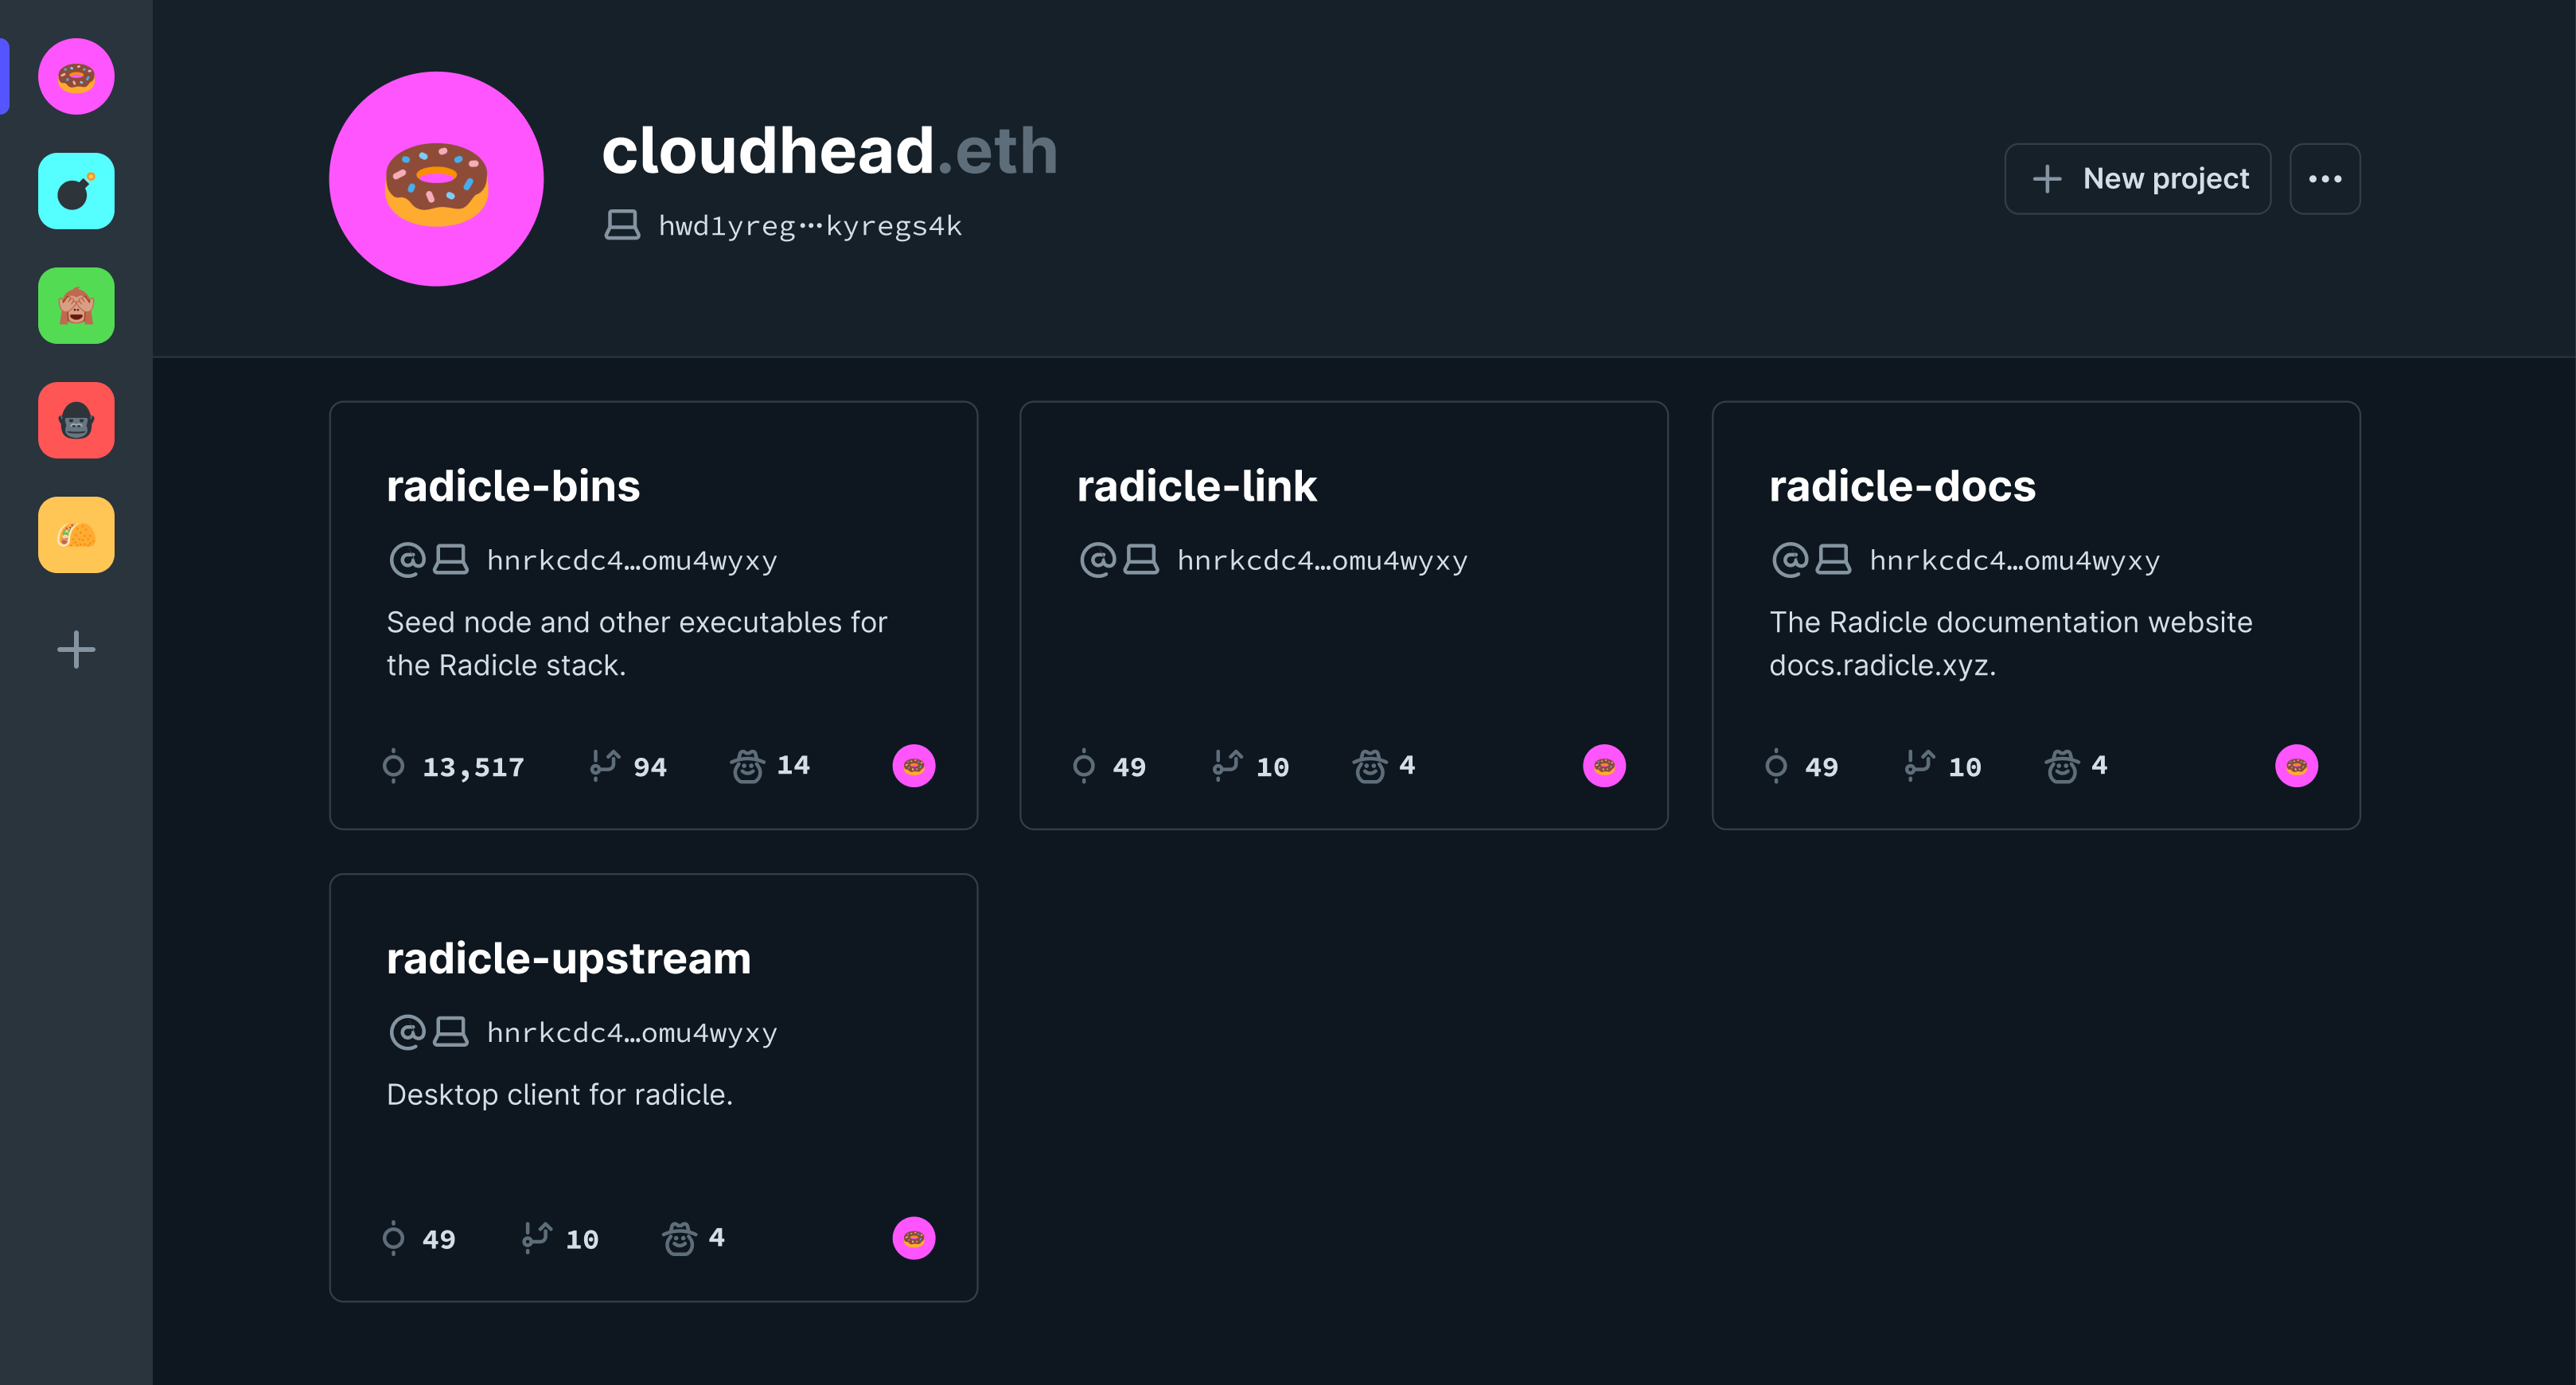 cloudhead.eth
hwd1yreg···kyregs4k
New project
radicle-bins
hnrkcdc4…omu4wyxy
Seed node and other executables for
the Radicle stack.
13,517 94 14
radicle-link
hnrkcdc4…omu4wyxy
49 10 4
radicle-docs
hnrkcdc4…omu4wyxy
The Radicle documentation website
docs.radicle.xyz.
49 10 4
radicle-upstream
hnrkcdc4…omu4wyxy
Desktop client for radicle.
49 10 4